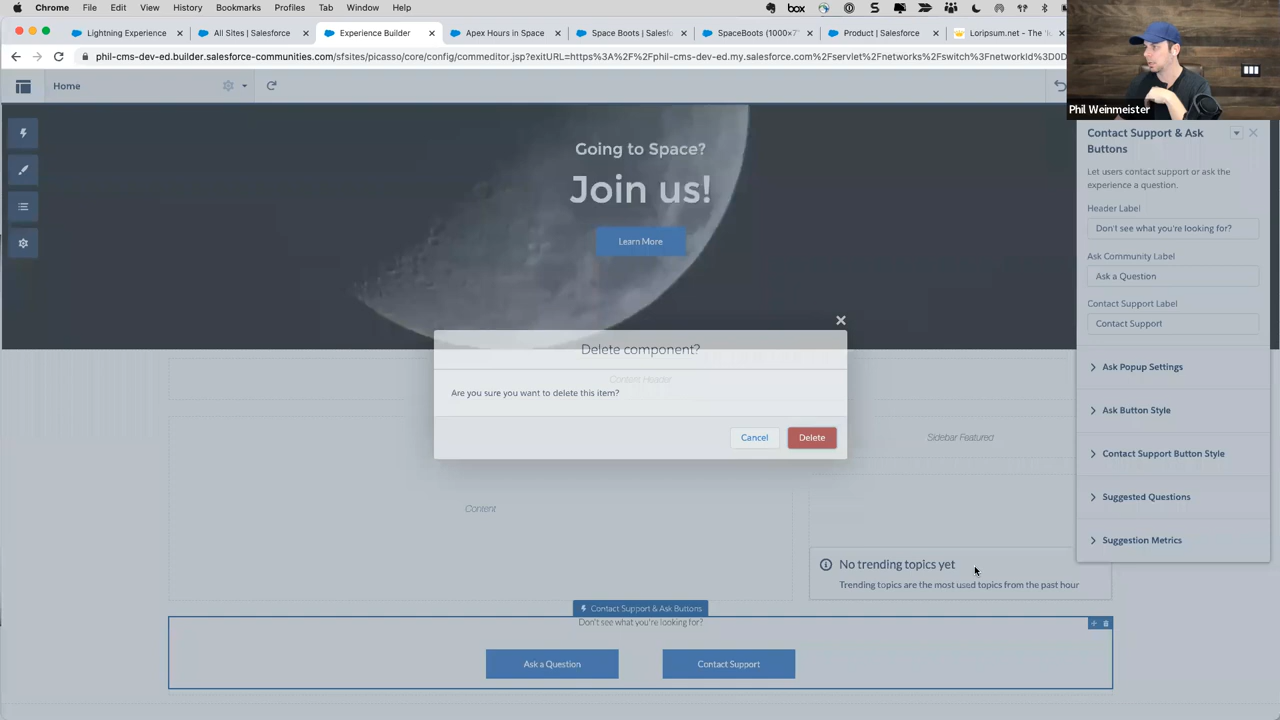 Chrome File Edit View History Bookmarks Profiles Tab Window Help
box
Lightning Experience
All Sites | Salesforce
Experience Builder
Apex Hours in Space
Space Boots | Salesfo
SpaceBoots (1000×7
Product | Salesforce
Loripsum.net - The
phil-cms-dev-ed.builder.salesforce-communities.com/sfsites/picasso/core/config/commeditor.jsp?exitURL=https%3A%2F%2Fphil-cms-dev-ed.my.salesforce.com%2Fservlet%2Fnetworks%2Fswitch%3FnetworkId%3D0D
Phil Weinmeister
Home
Going to Space?
Join us!
Learn More
Contact Support & Ask
Buttons
Let users contact support or ask the
experience a question.
Header Label
Don't see what you're looking for?
Ask Community Label
Ask a Question
Contact Support Label
Contact Support
Ask Popup Settings
Ask Button Style
Contact Support Button Style
Suggested Questions
Suggestion Metrics
Delete component?
Content Header
Are you sure you want to delete this item?
Cancel
Delete
Sidebar Featured
Content
No trending topics yet
Trending topics are the most used topics from the past hour
Contact Support & Ask Buttons
Don't see what you're looking for?
Ask a Question
Contact Support